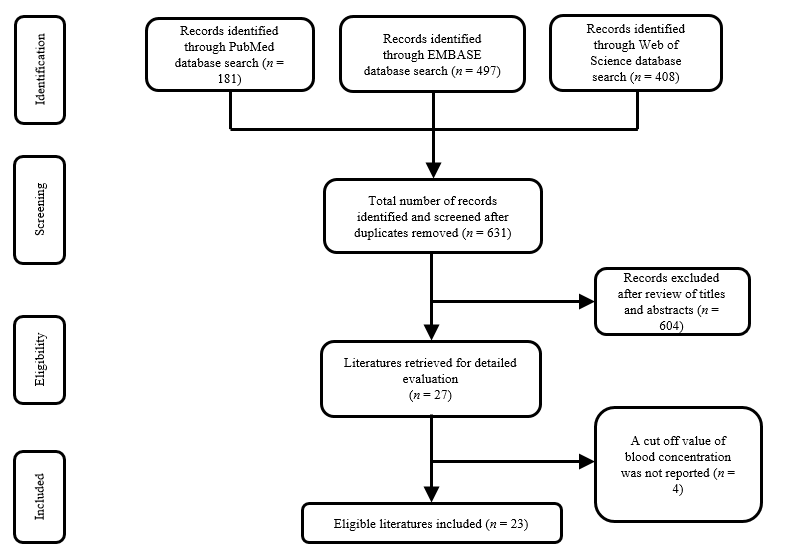 Identification
Records identified
through PubMed
database search (n =
181)
Records identified
through EMBASE
database search (n = 497)
Records identified
through Web of
Science database
search (n = 408)
Screening
Total number of records
identified and screened after
duplicates removed (n = 631)
Records excluded
after review of titles
and abstracts (n =
604)
Eligibility
Literatures retrieved for detailed
evaluation
(n = 27)
A cut off value of
blood concentration
was not reported (n =
4)
Included
Eligible literatures included (n = 23)